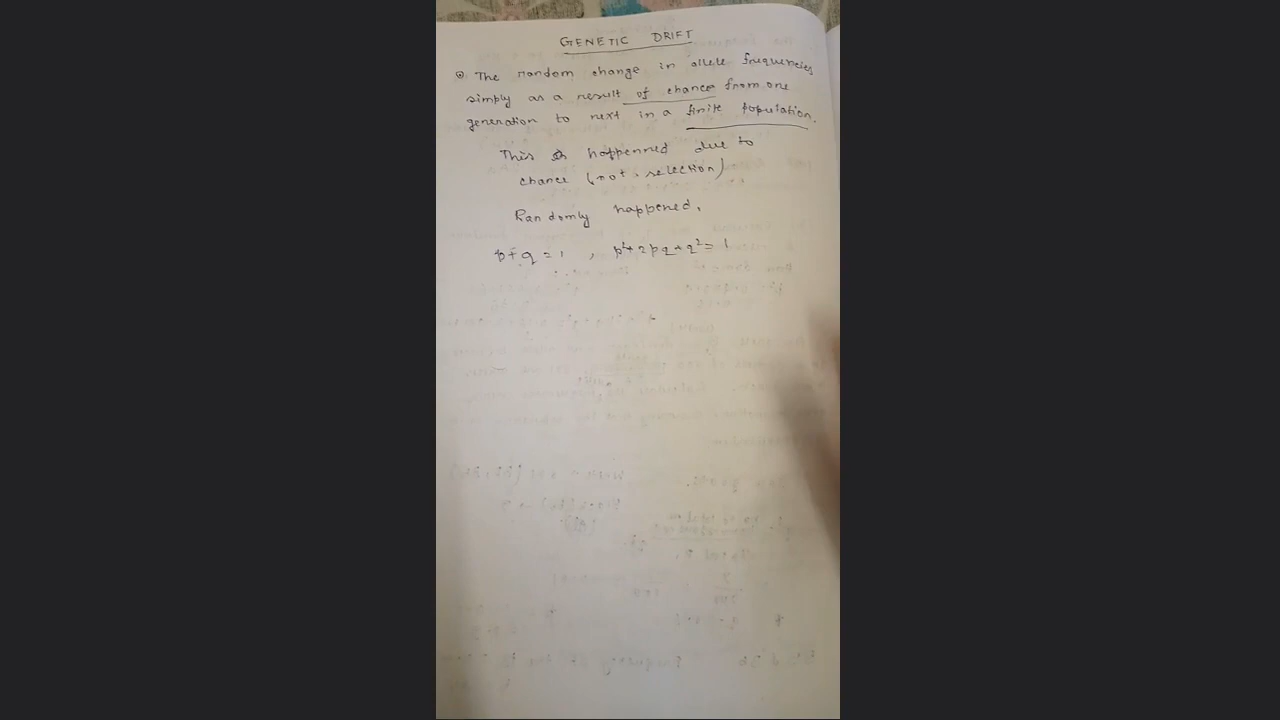 GENETIC DRIFT
The random change in allele frequencies
simply as a result of chance from one
generation to next in a finite population.
This is happenned due to
chance (not selection)
Randomly happened.
p+q=1, p²+2pq+q²=1